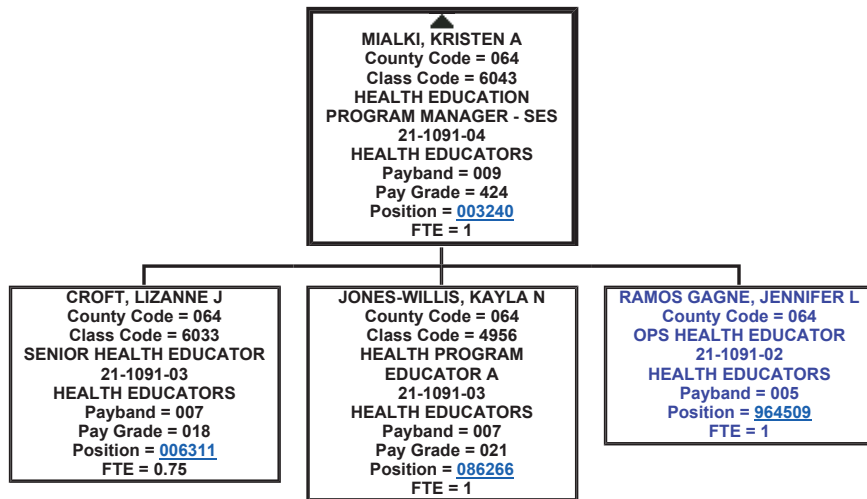 MIALKI, KRISTEN A
County Code = 064
Class Code = 6043
HEALTH EDUCATION
PROGRAM MANAGER - SES
21-1091-04
HEALTH EDUCATORS
Payband = 009
Pay Grade = 424
Position = 003240
FTE = 1
CROFT, LIZANNE J
County Code = 064
Class Code = 6033
SENIOR HEALTH EDUCATOR
21-1091-03
HEALTH EDUCATORS
Payband = 007
Pay Grade = 018
Position = 006311
FTE = 0.75
JONES-WILLIS, KAYLA N
County Code = 064
Class Code = 4956
HEALTH PROGRAM
EDUCATOR A
21-1091-03
HEALTH EDUCATORS
Payband = 007
Pay Grade = 021
Position = 086266
FTE = 1
RAMOS GAGNE, JENNIFER L
County Code = 064
OPS HEALTH EDUCATOR
21-1091-02
HEALTH EDUCATORS
Payband = 005
Position = 964509
FTE = 1